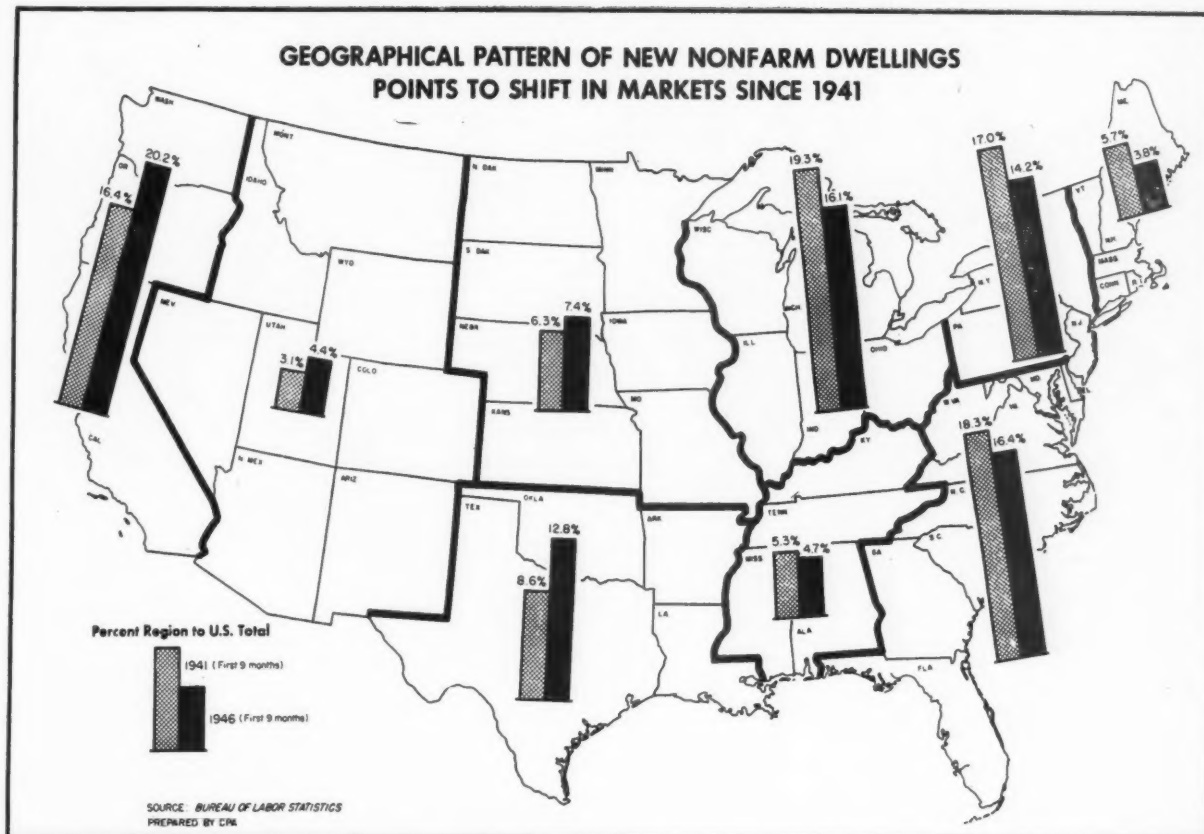 GEOGRAPHICAL PATTERN OF NEW NONFARM DWELLINGS
POINTS TO SHIFT IN MARKETS SINCE 1941
WASH
OR
16.4%
20.2%
CAL
NEV.
IDAHO
MONT
WYO.
UTAH
3.1%
4.4%
COLO
N. MEX
ARIZ
N. DAK
S. DAK
NEBR
KANS
MINN
IOWA
MO
6.3%
7.4%
TEX
OKLA
ARK
LA.
8.6%
12.8%
WISC
MICH
ILL
IND
OHIO
19.3%
16.1%
KY
TENN
MISS
ALA
5.3%
4.7%
N.Y.
PA
N.J.
17.0%
14.2%
ME.
VT
N.H.
MASS.
CONN
R.I.
5.7%
3.8%
W. VA
VA
MD
DEL
N. C.
S.C.
GA
FLA
18.3%
16.4%
Percent Region to U.S. Total
1941 (First 9 months)
1946 (First 9 months)
SOURCE: BUREAU OF LABOR STATISTICS
PREPARED BY CPA